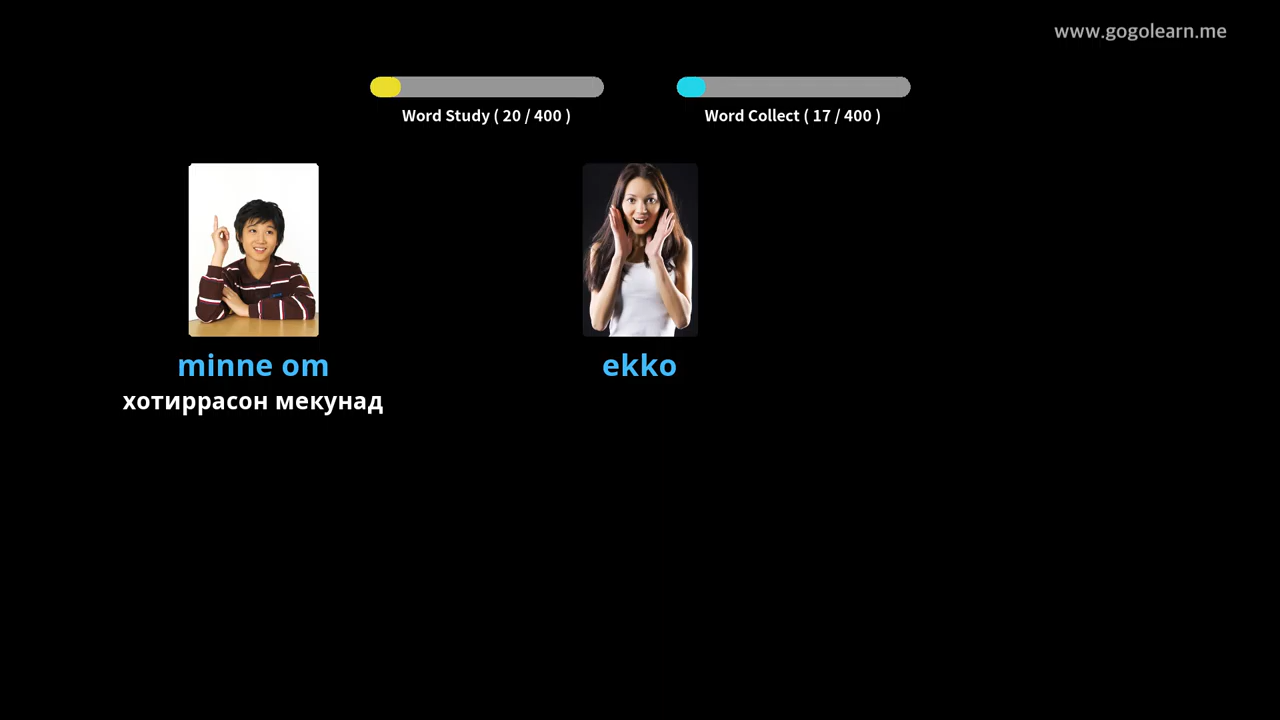 www.gogolearn.me
Word Study ( 20 / 400 )
Word Collect ( 17 / 400 )
minne om
ekko
хотиррасон мекунад